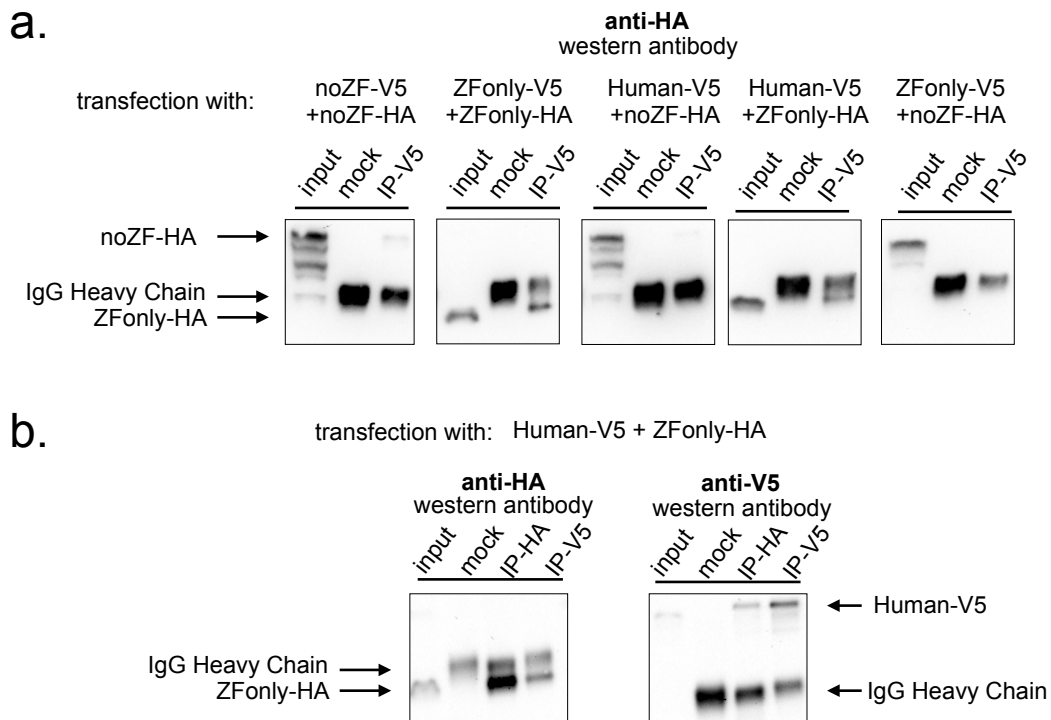 a.
anti-HA
western antibody
transfection with:
noZF-V5
+noZF-HA
ZFonly-V5
+ZFonly-HA
Human-V5
+noZF-HA
Human-V5
+ZFonly-HA
ZFonly-V5
+noZF-HA
input mock IP-V5
input mock IP-V5
input mock IP-V5
input mock IP-V5
input mock IP-V5
noZF-HA
IgG Heavy Chain
ZFonly-HA
b.
transfection with: Human-V5 + ZFonly-HA
anti-HA
western antibody
input mock IP-HA IP-V5
IgG Heavy Chain
ZFonly-HA
anti-V5
western antibody
input mock IP-HA IP-V5
Human-V5
IgG Heavy Chain